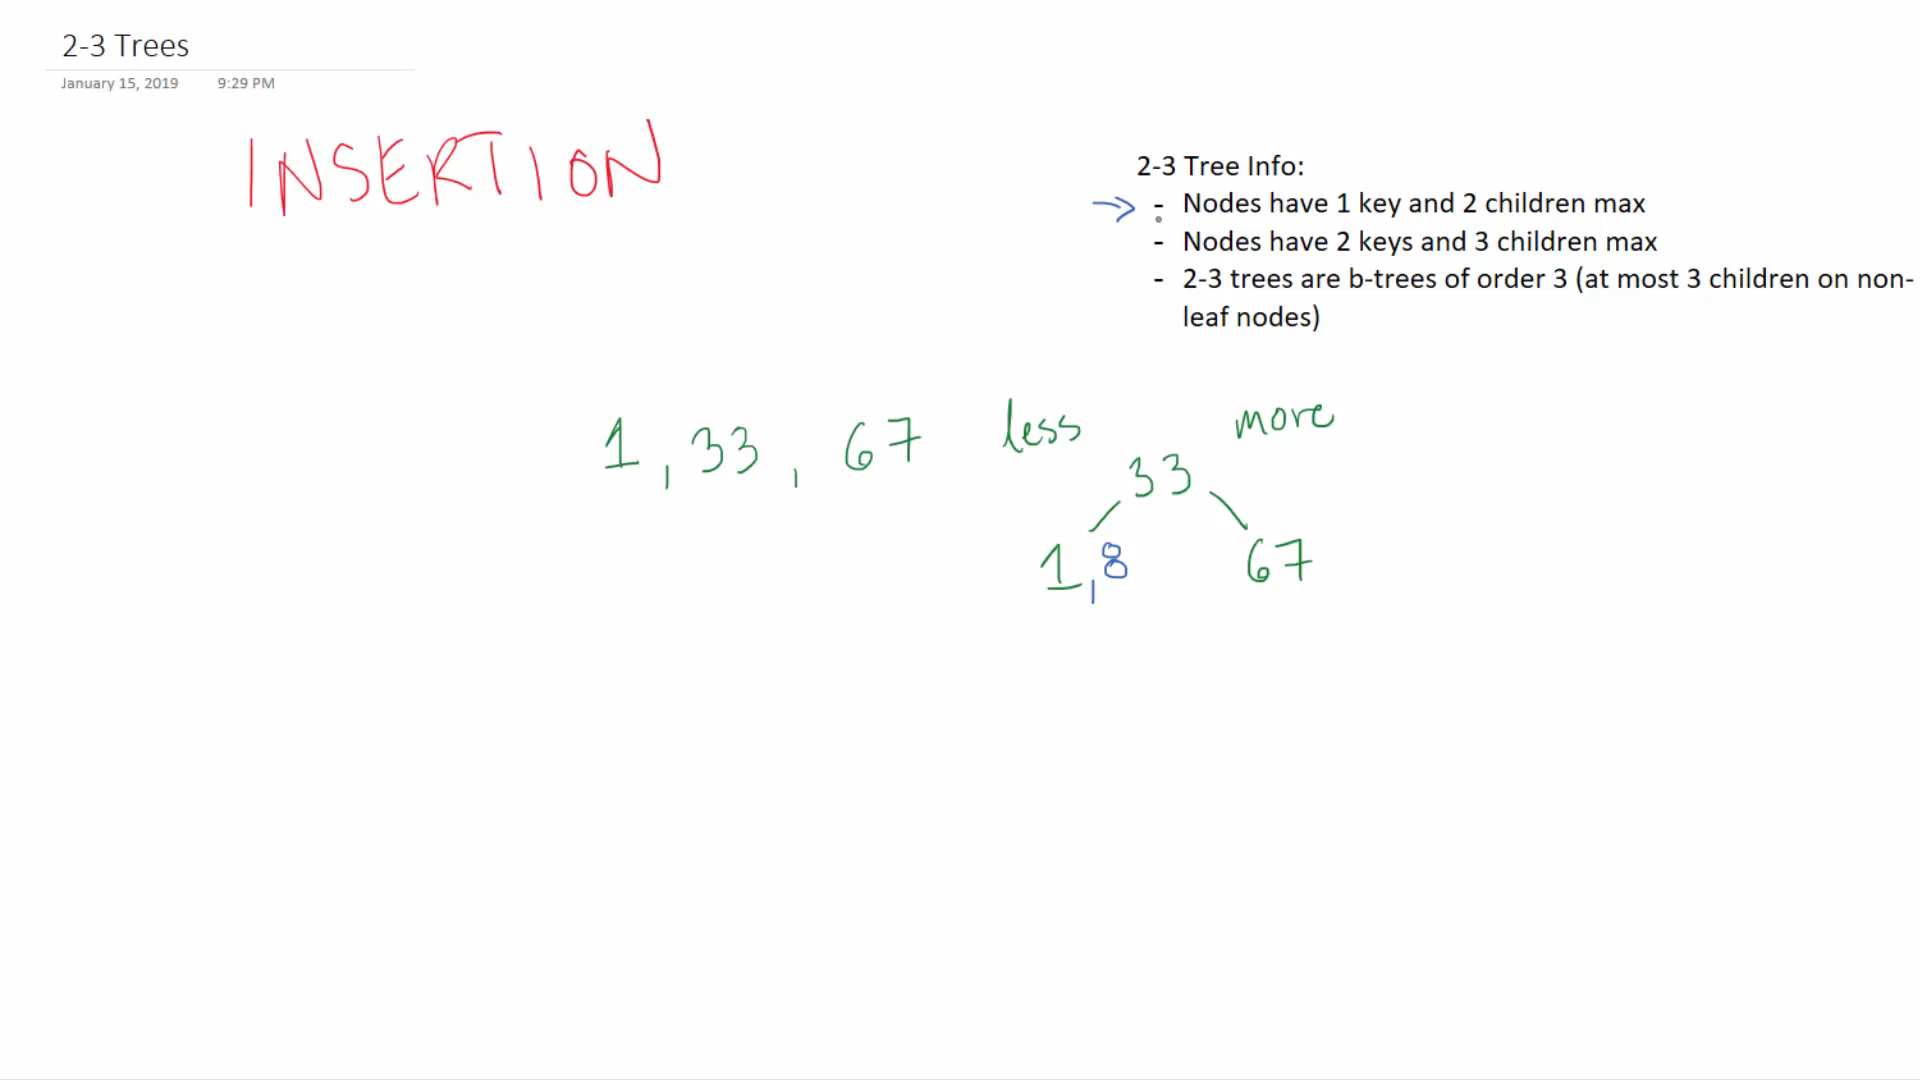 2-3 Trees
January 15, 2019 9:29 PM
INSERTION
2-3 Tree Info:
- Nodes have 1 key and 2 children max
- Nodes have 2 keys and 3 children max
- 2-3 trees are b-trees of order 3 (at most 3 children on non-
leaf nodes)
1, 33, 67 less more
33
1,8 67